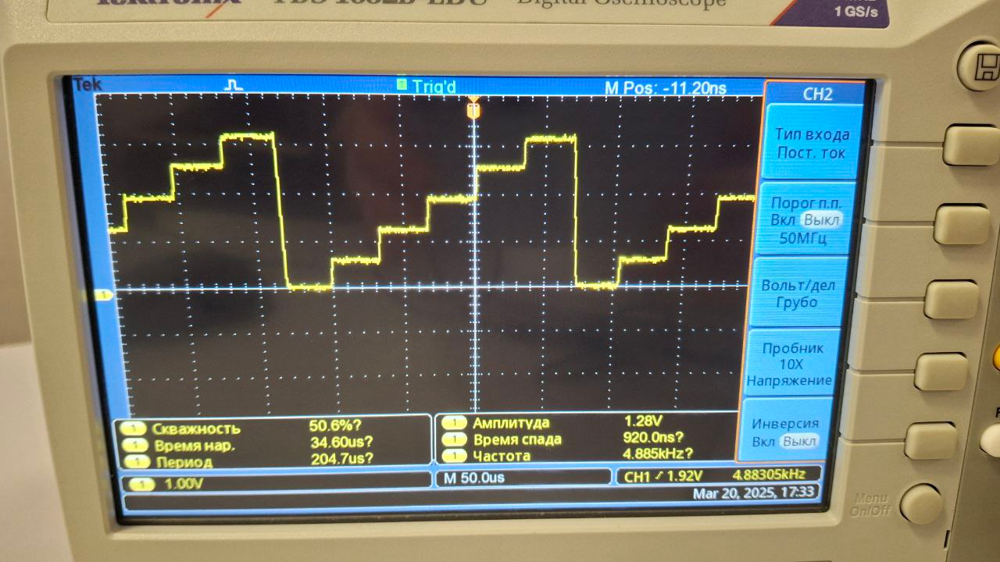 Tektronix TDS 1682B-EDU Digital Oscilloscope
1 GS/s
Tek
Trig'd
M Pos: -11.20ns
CH2
Тип входа
Пост. ток
Порог п.п.
Вкл Выкл
50МГц
Вольт/дел
Грубо
Пробник
10X
Напряжение
Инверсия
Вкл Выкл
1
1 Скважность 50.6%?
1 Время нар. 34.60us?
1 Период 204.7us?
1 Амплитуда 1.28V
1 Время спада 920.0ns?
1 Частота 4.885kHz?
1 1.00V
M 50.0us
CH1 / 1.92V 4.88305kHz
Mar 20, 2025, 17:33
Menu
On/Off